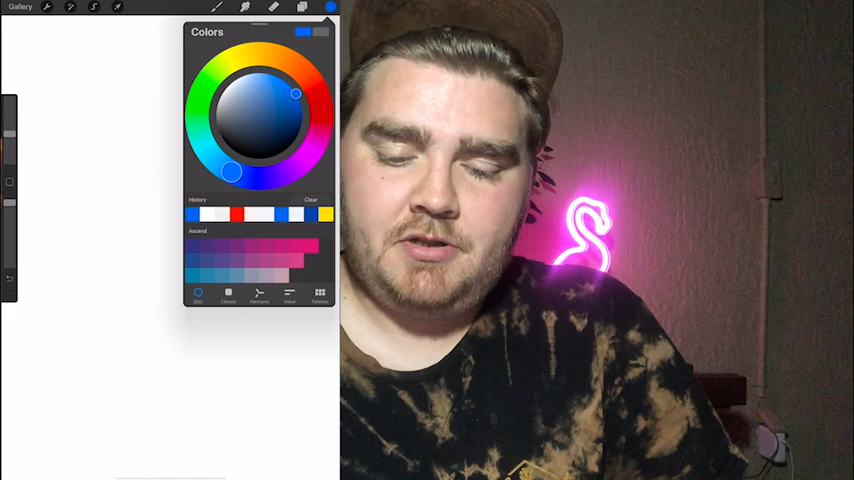 Gallery
Colors
History Clear
Ascend
Disc Classic Harmony Value Palettes